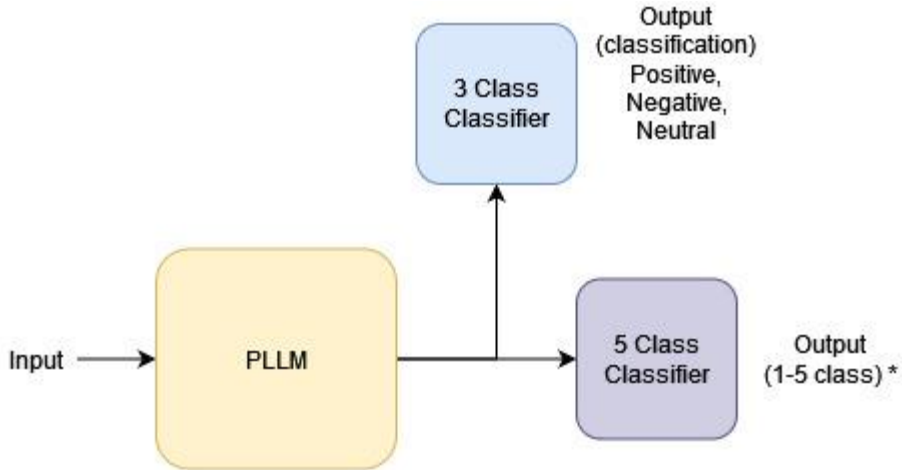 Output
(classification)
Positive,
Negative,
Neutral
3 Class
Classifier
Input
PLLM
5 Class
Classifier
Output
(1-5 class) *